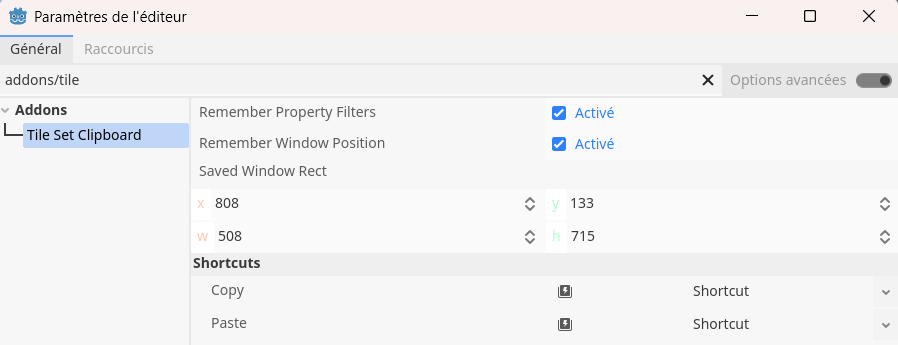 Paramètres de l'éditeur
Général Raccourcis
addons/tile Options avancées
Addons
Tile Set Clipboard
Remember Property Filters Activé
Remember Window Position Activé
Saved Window Rect
x 808 y 133
w 508 h 715
Shortcuts
Copy Shortcut
Paste Shortcut